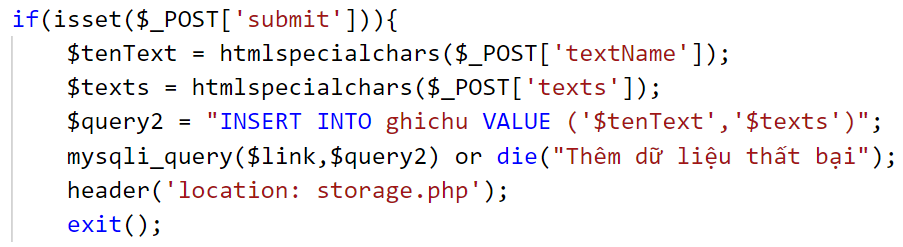 if(isset($_POST['submit'])){
$tenText = htmlspecialchars($_POST['textName']);
$texts = htmlspecialchars($_POST['texts']);
$query2 = "INSERT INTO ghichu VALUE ('$tenText','$texts')";
mysqli_query($link,$query2) or die("Thêm dữ liệu thất bại");
header('location: storage.php');
exit();